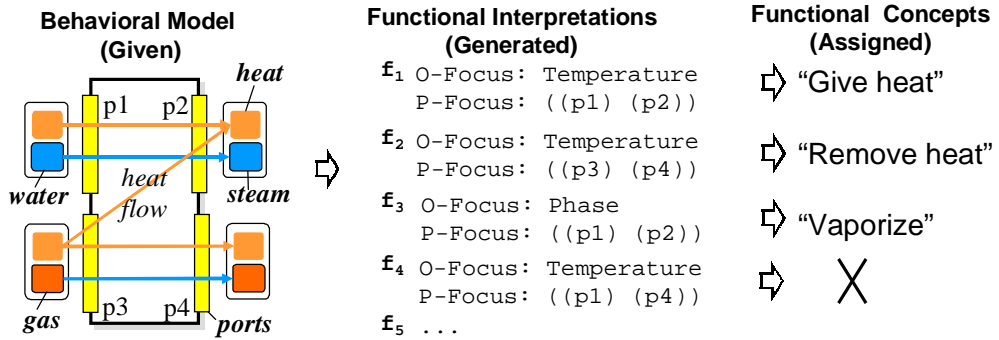 Behavioral Model
(Given)
heat
p1
p2
water
heat
flow
steam
p3
p4
gas
ports
Functional Interpretations
(Generated)
f1 O-Focus: Temperature
P-Focus: ((p1) (p2))
f2 O-Focus: Temperature
P-Focus: ((p3) (p4))
f3 O-Focus: Phase
P-Focus: ((p1) (p2))
f4 O-Focus: Temperature
P-Focus: ((p1) (p4))
f5 ...
Functional Concepts
(Assigned)
“Give heat”
“Remove heat”
“Vaporize”